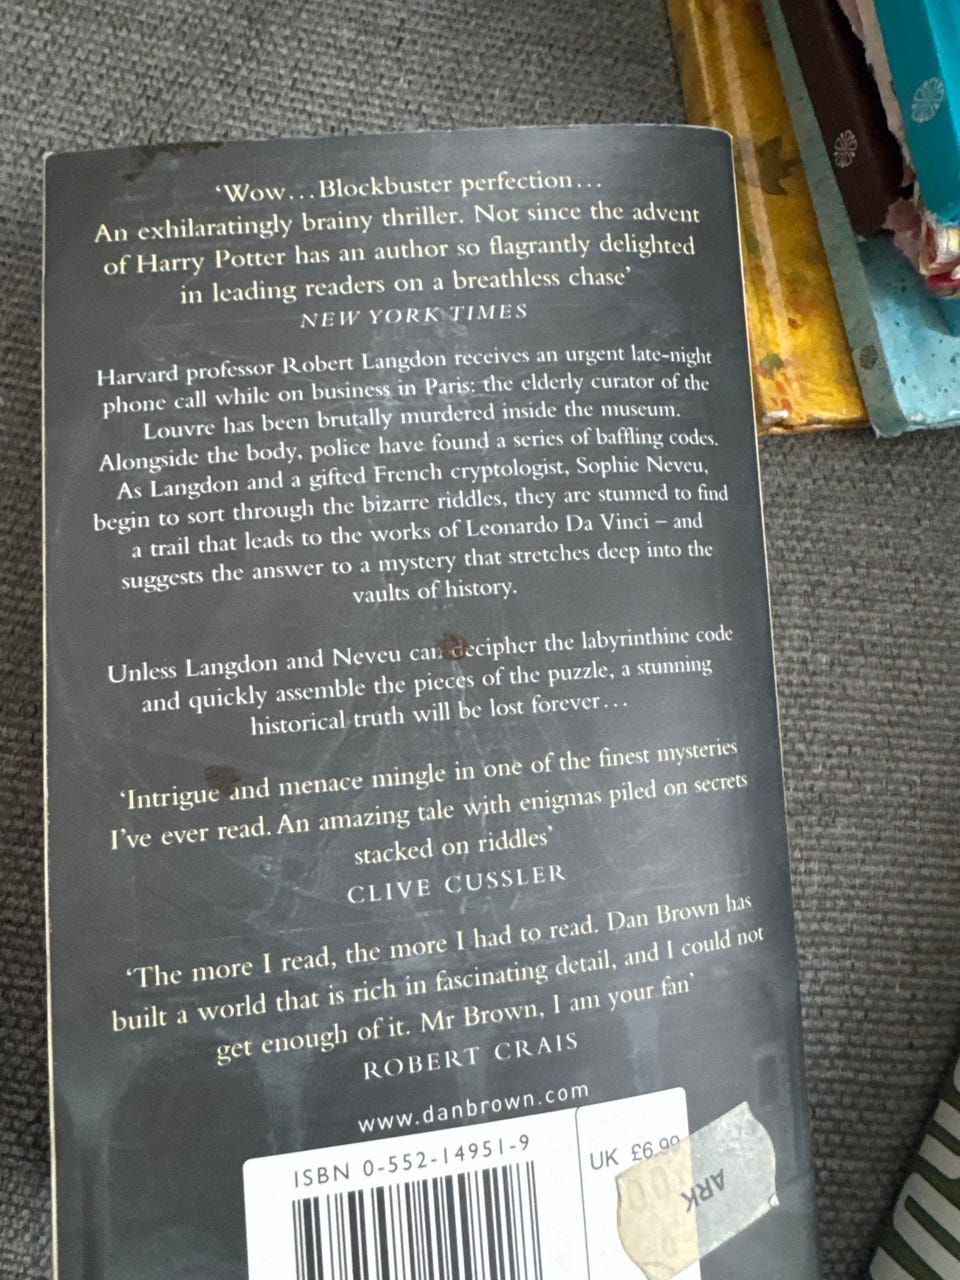 ‘Wow...Blockbuster perfection...
An exhilaratingly brainy thriller. Not since the advent
of Harry Potter has an author so flagrantly delighted
in leading readers on a breathless chase’
NEW YORK TIMES
Harvard professor Robert Langdon receives an urgent late-night
phone call while on business in Paris: the elderly curator of the
Louvre has been brutally murdered inside the museum.
Alongside the body, police have found a series of baffling codes.
As Langdon and a gifted French cryptologist, Sophie Neveu,
begin to sort through the bizarre riddles, they are stunned to find
a trail that leads to the works of Leonardo Da Vinci – and
suggests the answer to a mystery that stretches deep into the
vaults of history.
Unless Langdon and Neveu can decipher the labyrinthine code
and quickly assemble the pieces of the puzzle, a stunning
historical truth will be lost forever...
‘Intrigue and menace mingle in one of the finest mysteries
I’ve ever read. An amazing tale with enigmas piled on secrets
stacked on riddles’
CLIVE CUSSLER
‘The more I read, the more I had to read. Dan Brown has
built a world that is rich in fascinating detail, and I could not
get enough of it. Mr Brown, I am your fan’
ROBERT CRAIS
www.danbrown.com
ISBN 0-552-14951-9
UK £6.99
ARK